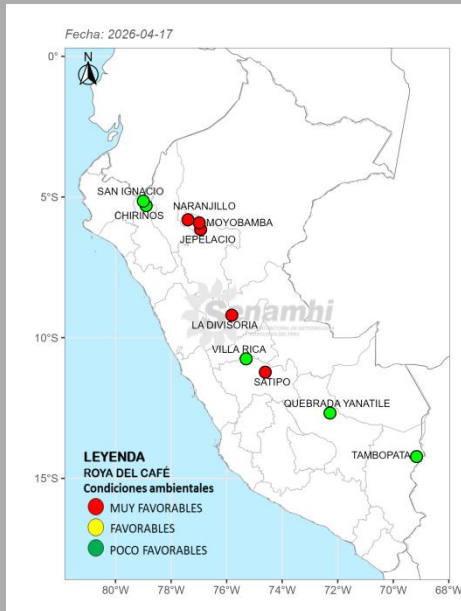 Fecha: 2026-04-17
0°
N
5°S
10°S
15°S
SAN IGNACIO
CHIRINOS
NARANJILLO
MOYOBAMBA
JEPELACIO
Senamhi
LA DIVISORIA
VILLA RICA
SATIPO
QUEBRADA YANATILE
TAMBOPATA
LEYENDA
ROYA DEL CAFÉ
Condiciones ambientales
MUY FAVORABLES
FAVORABLES
POCO FAVORABLES
80°W 78°W 76°W 74°W 72°W 70°W 68°W